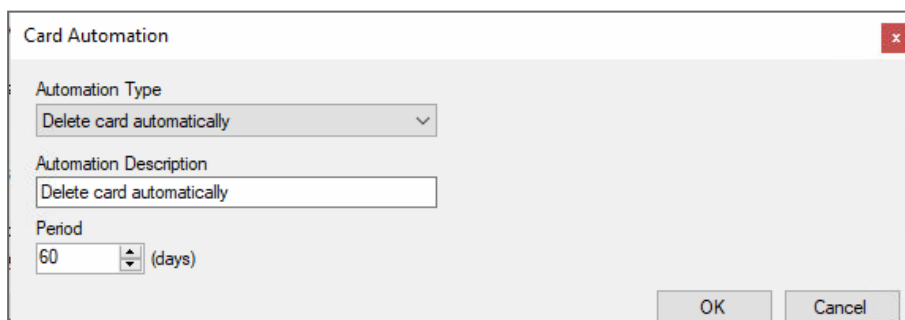 Card Automation
x
Automation Type
Delete card automatically
Automation Description
Delete card automatically
Period
60 (days)
OK Cancel